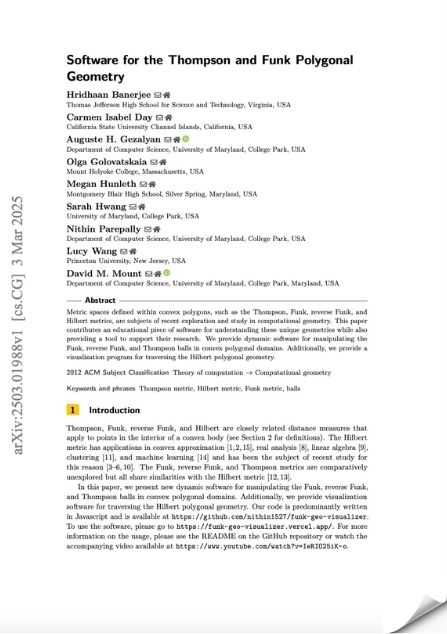 Software for the Thompson and Funk Polygonal
Geometry
Hridhaan Banerjee
Thomas Jefferson High School for Science and Technology, Virginia, USA
Carmen Isabel Day
California State University Channel Islands, California, USA
Auguste H. Gezalyan
Department of Computer Science, University of Maryland, College Park, USA
Olga Golovatskaia
Mount Holyoke College, Massachusetts, USA
Megan Hunleth
Montgomery Blair High School, Silver Spring, Maryland, USA
Sarah Hwang
University of Maryland, College Park, USA
Nithin Parepally
Department of Computer Science, University of Maryland, College Park, USA
Lucy Wang
Princeton University, New Jersey, USA
David M. Mount
Department of Computer Science, University of Maryland, College Park, Maryland, USA
Abstract
Metric spaces defined within convex polygons, such as the Thompson, Funk, reverse Funk, and
Hilbert metrics, are subjects of recent exploration and study in computational geometry. This paper
contributes an educational piece of software for understanding these unique geometries while also
providing a tool to support their research. We provide dynamic software for manipulating the
Funk, reverse Funk, and Thompson balls in convex polygonal domains. Additionally, we provide a
visualization program for traversing the Hilbert polygonal geometry.
2012 ACM Subject Classification Theory of computation → Computational geometry
Keywords and phrases Thompson metric, Hilbert metric, Funk metric, balls
1 Introduction
Thompson, Funk, reverse Funk, and Hilbert are closely related distance measures that
apply to points in the interior of a convex body (see Section 2 for definitions). The Hilbert
metric has applications in convex approximation [1,2,15], real analysis [8], linear algebra [9],
clustering [11], and machine learning [14] and has been the subject of recent study for
this reason [3–6,10]. The Funk, reverse Funk, and Thompson metrics are comparatively
unexplored but all share similarities with the Hilbert metric [12,13].
In this paper, we present new dynamic software for manipulating the Funk, reverse Funk,
and Thompson balls in convex polygonal domains. Additionally, we provide visualization
software for traversing the Hilbert polygonal geometry. Our code is predominantly written
in Javascript and is available at https://github.com/nithin1527/funk-geo-visualizer.
To use the software, please go to https://funk-geo-visualizer.vercel.app/. For more
information on the usage, please see the README on the GitHub repository or watch the
accompanying video available at https://www.youtube.com/watch?v=IeRID25iK-o.
arXiv:2503.01988v1 [cs.CG] 3 Mar 2025